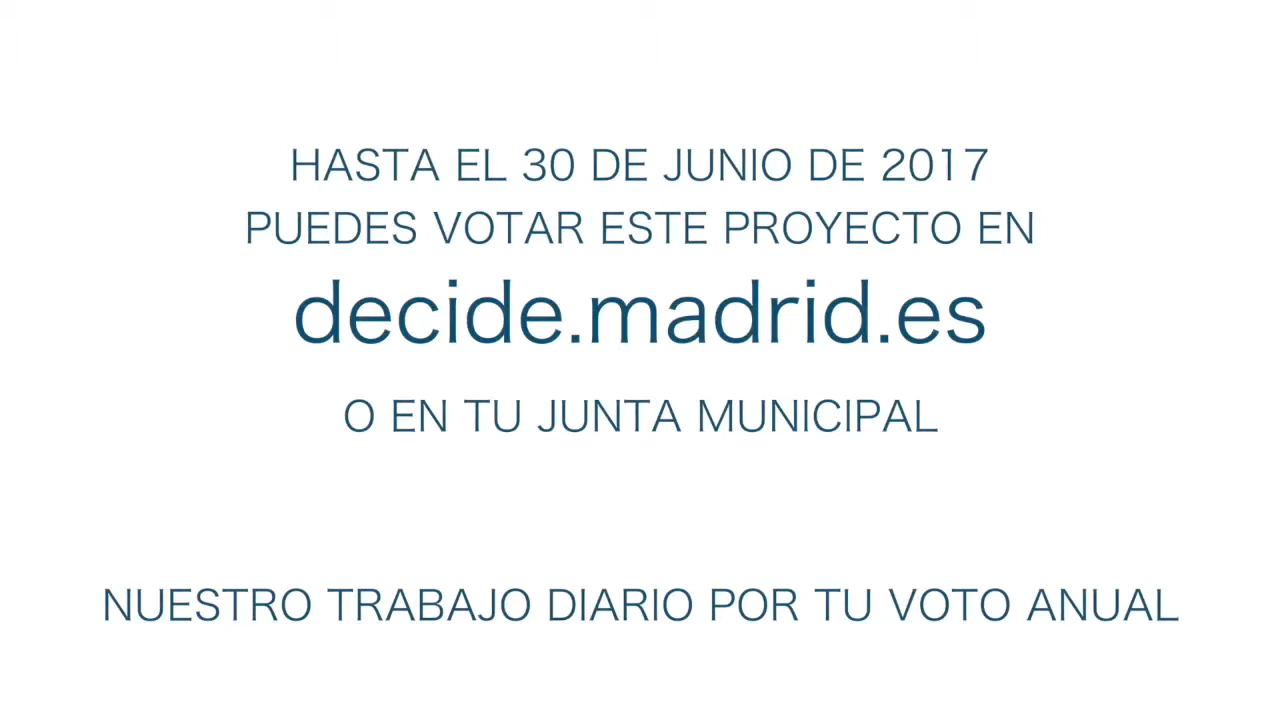 HASTA EL 30 DE JUNIO DE 2017
PUEDES VOTAR ESTE PROYECTO EN
decide.madrid.es
O EN TU JUNTA MUNICIPAL
NUESTRO TRABAJO DIARIO POR TU VOTO ANUAL